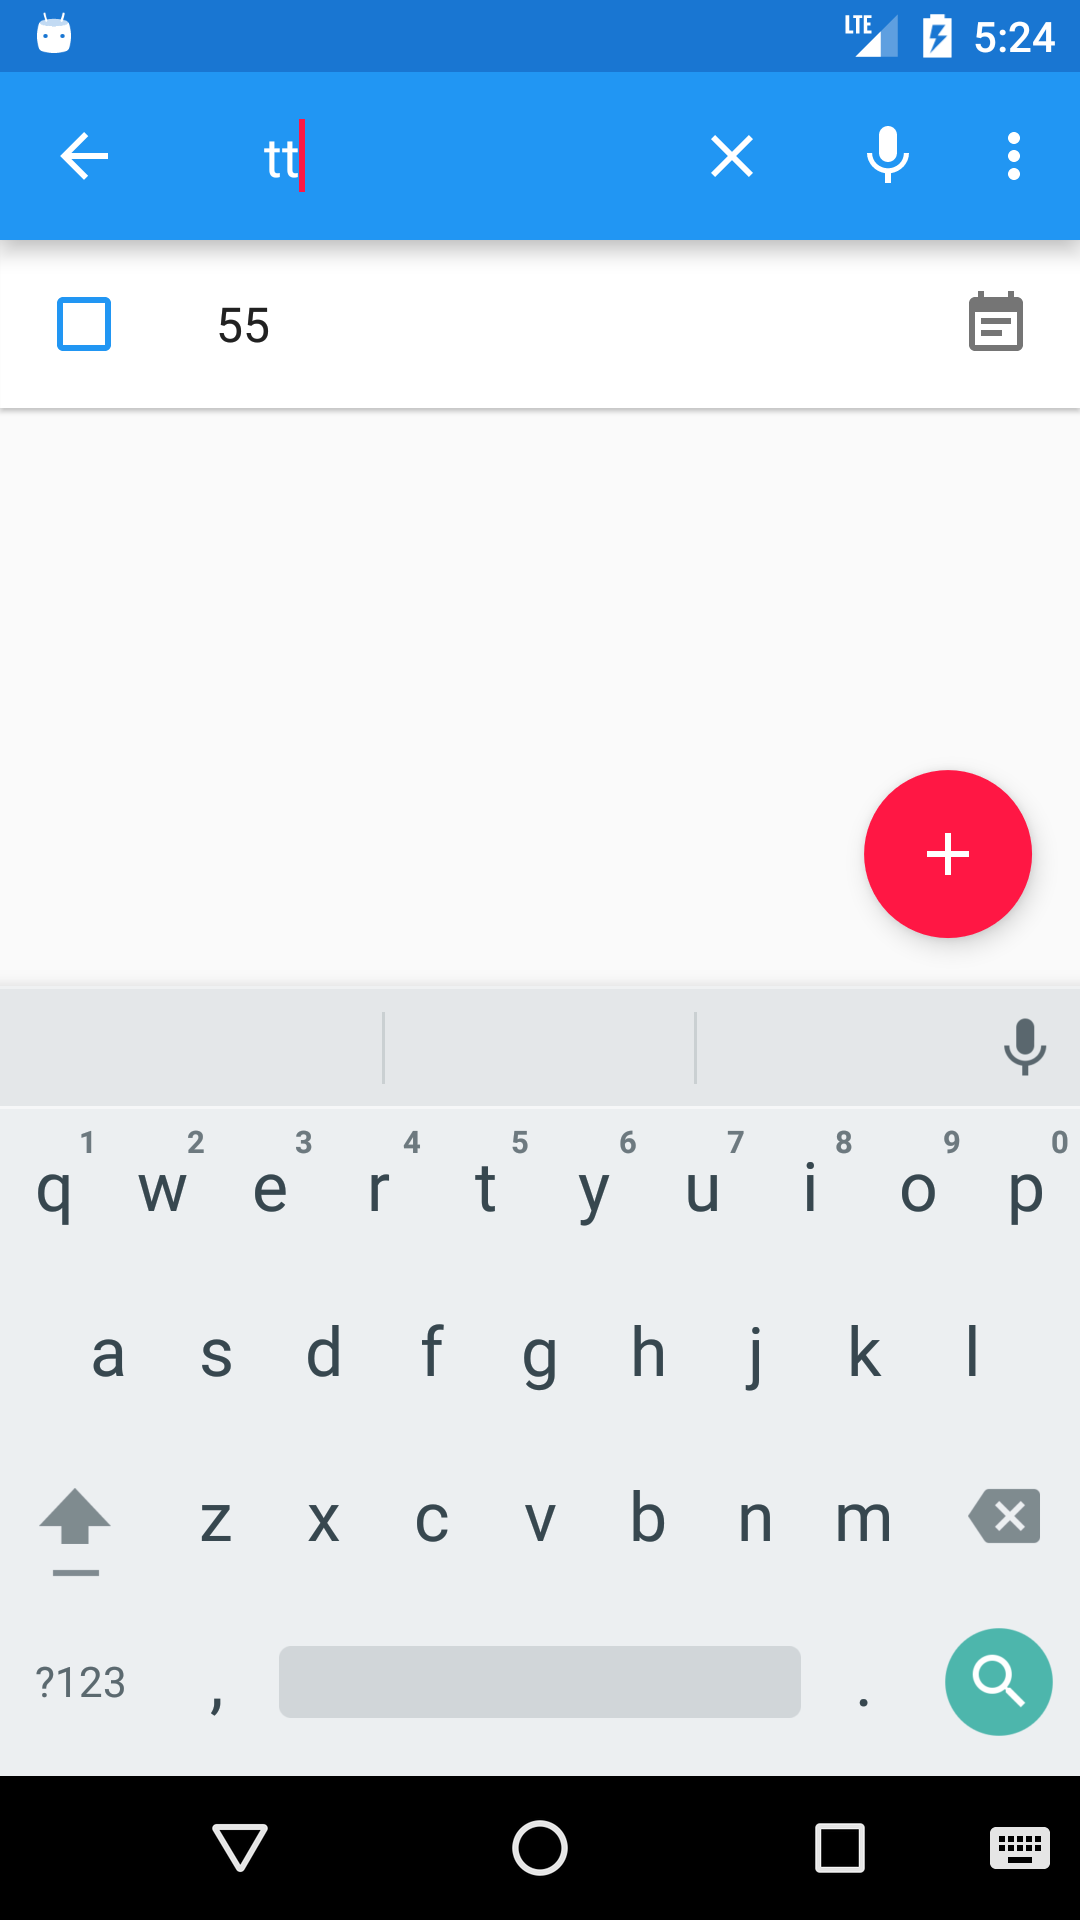 LTE 5:24
tt
55
1 2 3 4 5 6 7 8 9 0
q w e r t y u i o p
a s d f g h j k l
z x c v b n m
?123 , .